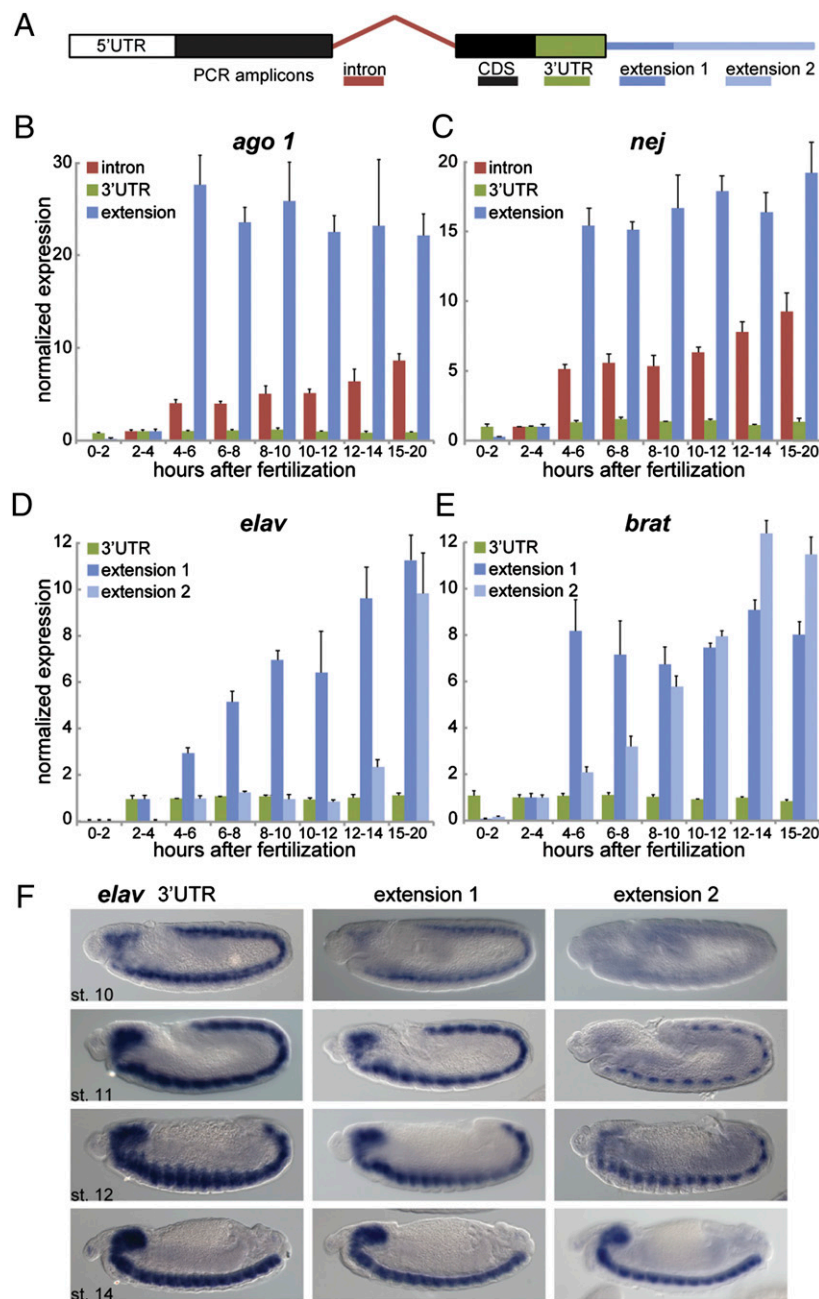 A
5'UTR
PCR amplicons
intron
CDS
3'UTR
extension 1
extension 2
B
ago 1
intron
3'UTR
extension
normalized expression
30
20
10
0
0-2 2-4 4-6 6-8 8-10 10-12 12-14 15-20
hours after fertilization
C
nej
intron
3'UTR
extension
20
15
10
5
0
0-2 2-4 4-6 6-8 8-10 10-12 12-14 15-20
hours after fertilization
D
elav
3'UTR
extension 1
extension 2
normalized expression
12
10
8
6
4
2
0
0-2 2-4 4-6 6-8 8-10 10-12 12-14 15-20
hours after fertilization
E
brat
3'UTR
extension 1
extension 2
12
10
8
6
4
2
0
0-2 2-4 4-6 6-8 8-10 10-12 12-14 15-20
hours after fertilization
F
elav 3'UTR extension 1 extension 2
st. 10
st. 11
st. 12
st. 14